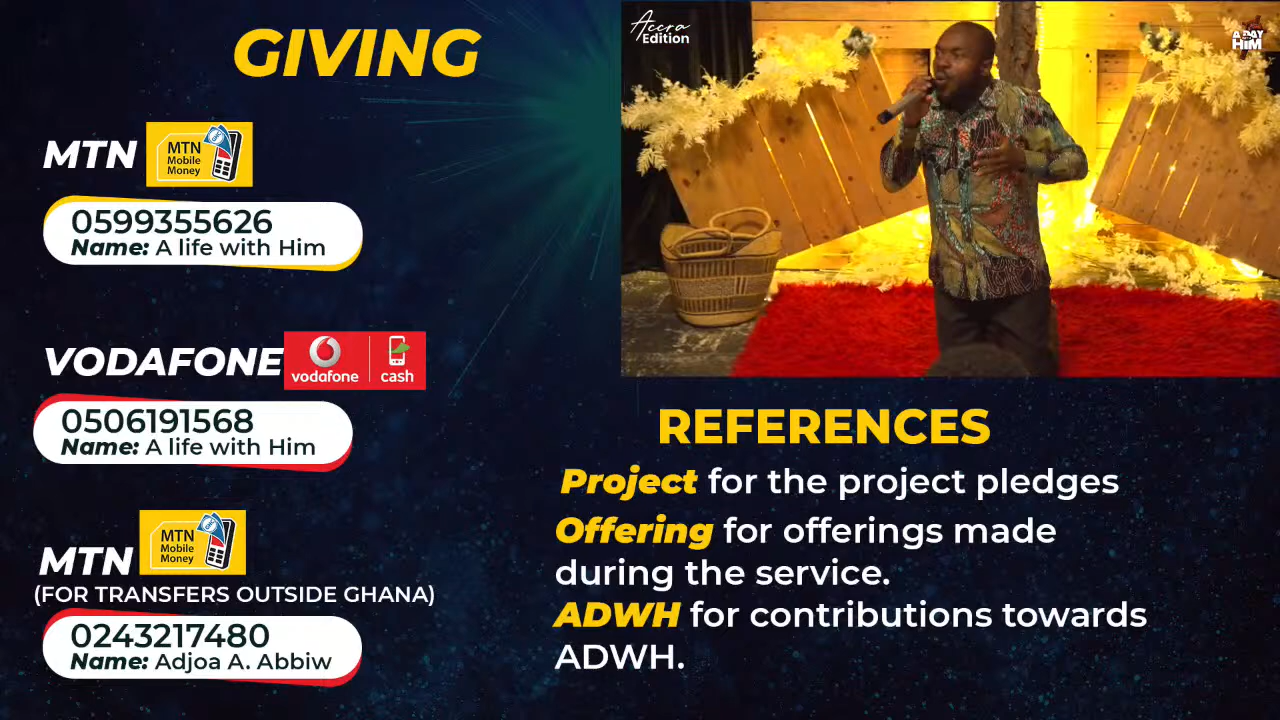 GIVING
MTN
MTN
Mobile
Money
0599355626
Name: A life with Him
VODAFONE
vodafone cash
0506191568
Name: A life with Him
MTN
MTN
Mobile
Money
(FOR TRANSFERS OUTSIDE GHANA)
0243217480
Name: Adjoa A. Abbiw
Accra
Edition
A DAY
HIM
REFERENCES
Project for the project pledges
Offering for offerings made
during the service.
ADWH for contributions towards
ADWH.